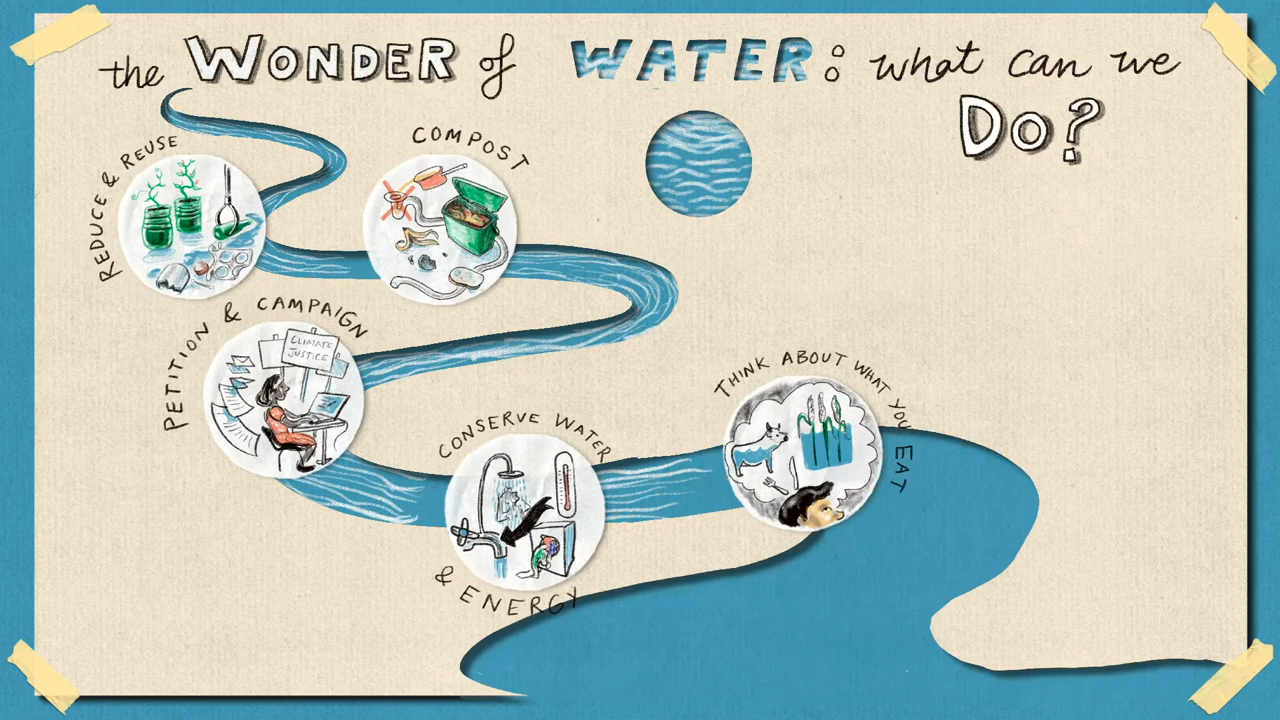 the WONDER of WATER: what can we
DO?
REDUCE & REUSE
COMPOST
PETITION & CAMPAIGN
CLIMATE
JUSTICE
CONSERVE WATER
& ENERGY
THINK ABOUT WHAT YOU EAT